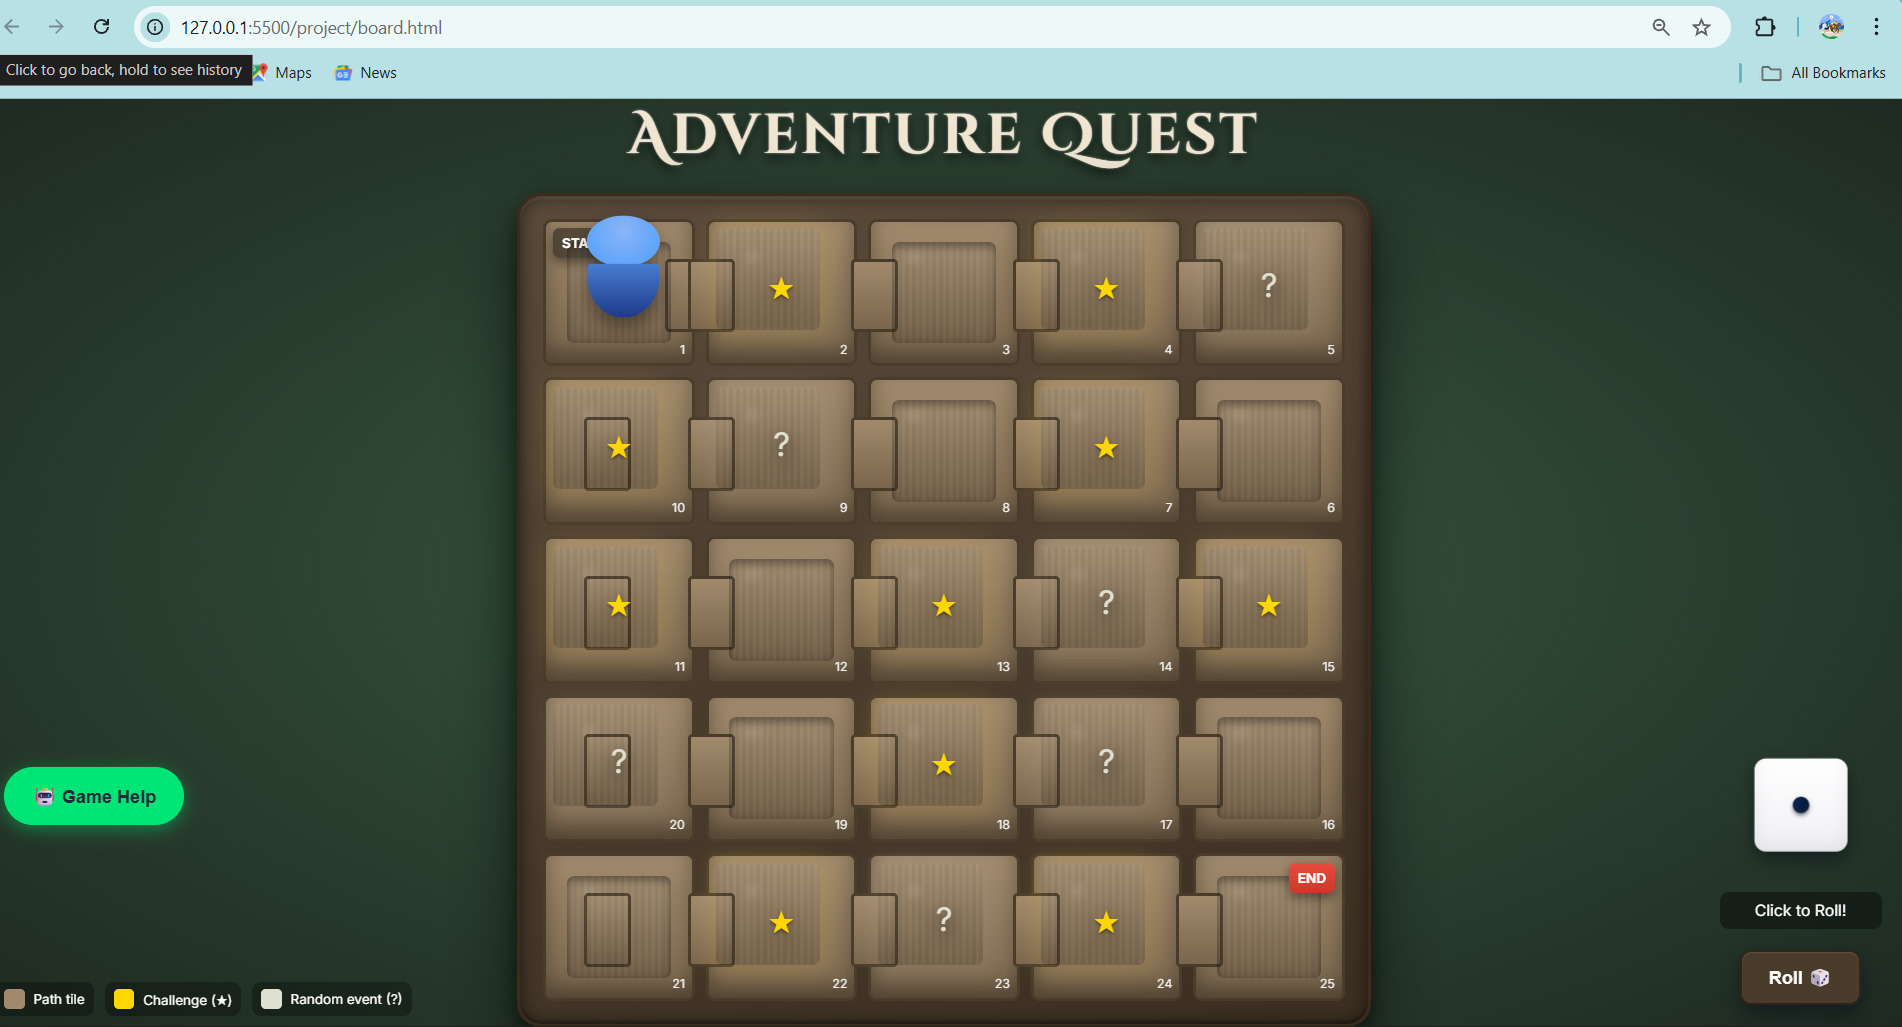 127.0.0.1:5500/project/board.html
Click to go back, hold to see history
Maps
News
All Bookmarks
ADVENTURE QUEST
STA
1
★
2
3
★
4
?
5
★
10
?
9
8
★
7
6
★
11
12
★
13
?
14
★
15
?
20
19
★
18
?
17
16
21
★
22
?
23
★
24
END
25
Game Help
Click to Roll!
Roll
Path tile
Challenge (★)
Random event (?)